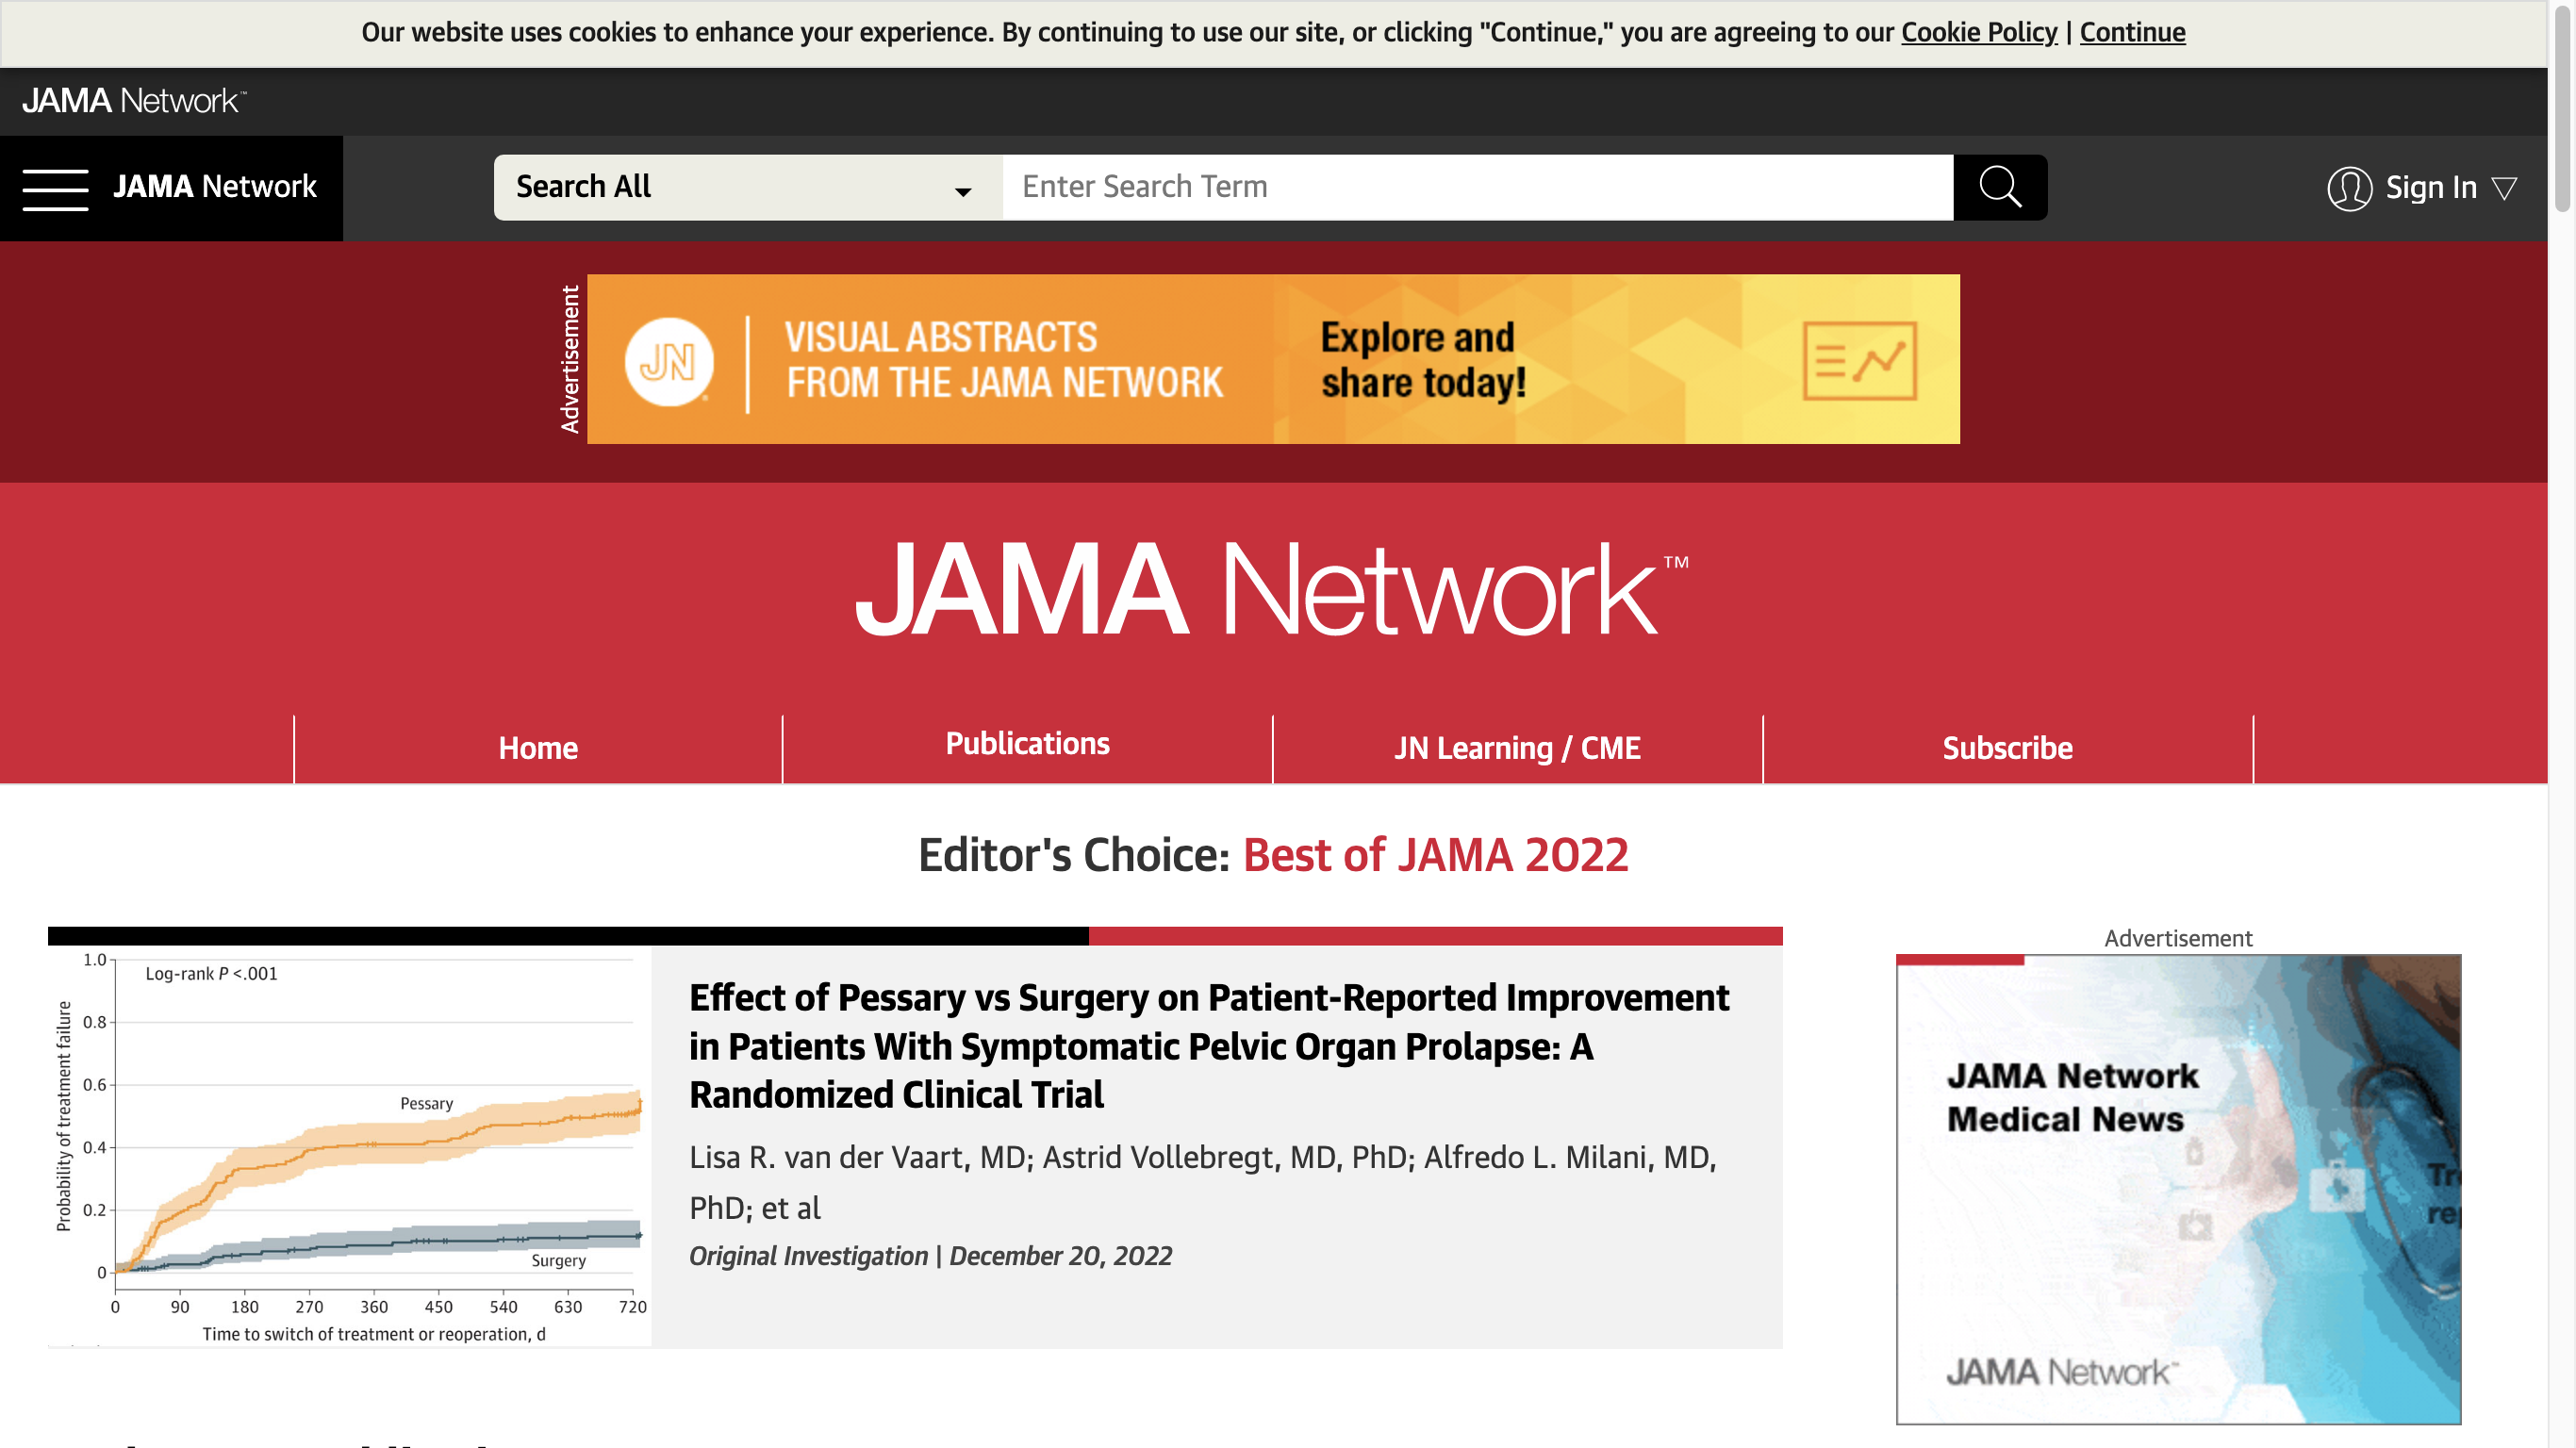 Our website uses cookies to enhance your experience. By continuing to use our site, or clicking "Continue," you are agreeing to our Cookie Policy | Continue
JAMA Network™
JAMA Network
Search All
Enter Search Term
Sign In
Advertisement
JN
VISUAL ABSTRACTS
FROM THE JAMA NETWORK
Explore and
share today!
JAMA Network™
Home
Publications
JN Learning / CME
Subscribe
Editor's Choice: Best of JAMA 2022
1.0
0.8
0.6
0.4
0.2
0
Probability of treatment failure
Log-rank P <.001
Pessary
Surgery
0 90 180 270 360 450 540 630 720
Time to switch of treatment or reoperation, d
Effect of Pessary vs Surgery on Patient-Reported Improvement
in Patients With Symptomatic Pelvic Organ Prolapse: A
Randomized Clinical Trial
Lisa R. van der Vaart, MD; Astrid Vollebregt, MD, PhD; Alfredo L. Milani, MD,
PhD; et al
Original Investigation | December 20, 2022
Advertisement
JAMA Network
Medical News
JAMA Network™